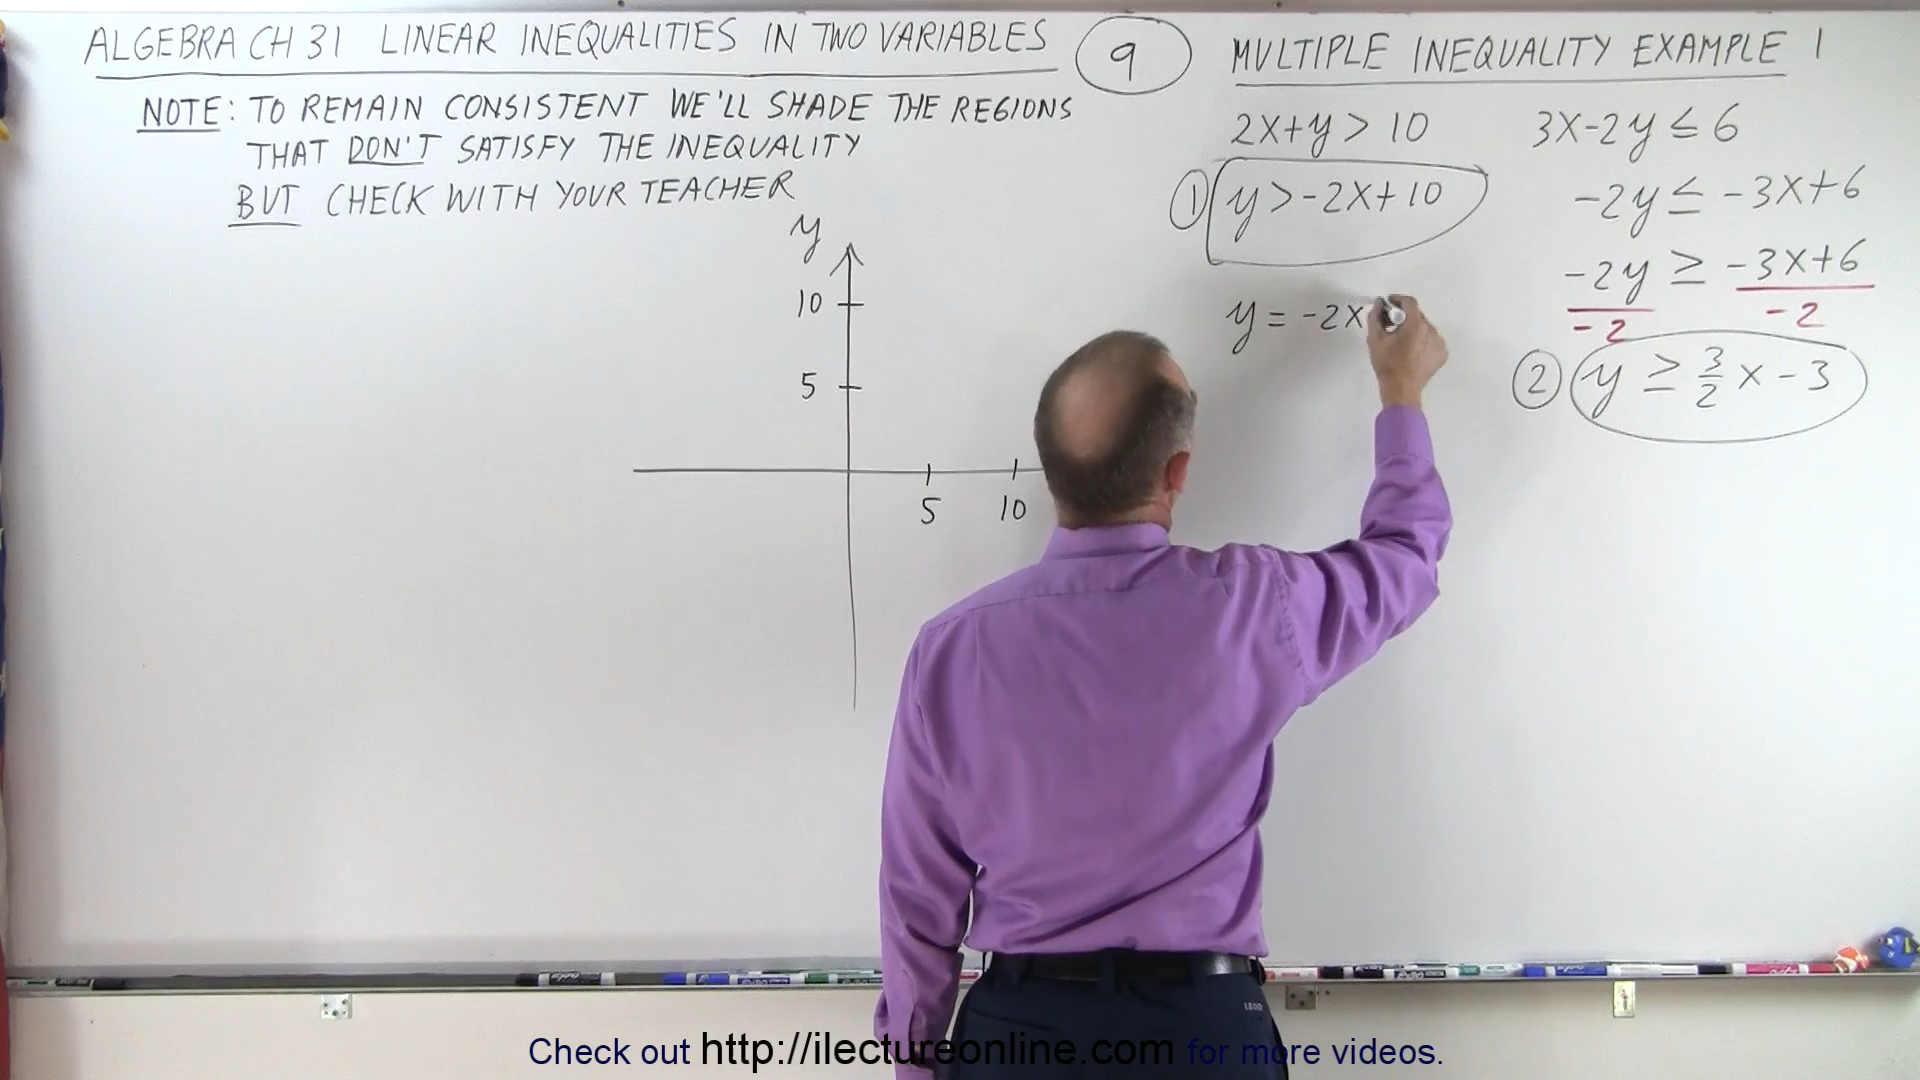 ALGEBRA CH 31 LINEAR INEQUALITIES IN TWO VARIABLES
9
MULTIPLE INEQUALITY EXAMPLE 1
NOTE: TO REMAIN CONSISTENT WE'LL SHADE THE REGIONS
THAT DON'T SATISFY THE INEQUALITY
BUT CHECK WITH YOUR TEACHER
2x+y > 10
① y > -2x+10
y = -2x
3x-2y ≤ 6
-2y ≤ -3x+6
-2y ≥ -3x+6
-2 -2
② y ≥ 3/2 x - 3
y
10
5
5 10
IZOD
Check out http://ilectureonline.com for more videos.